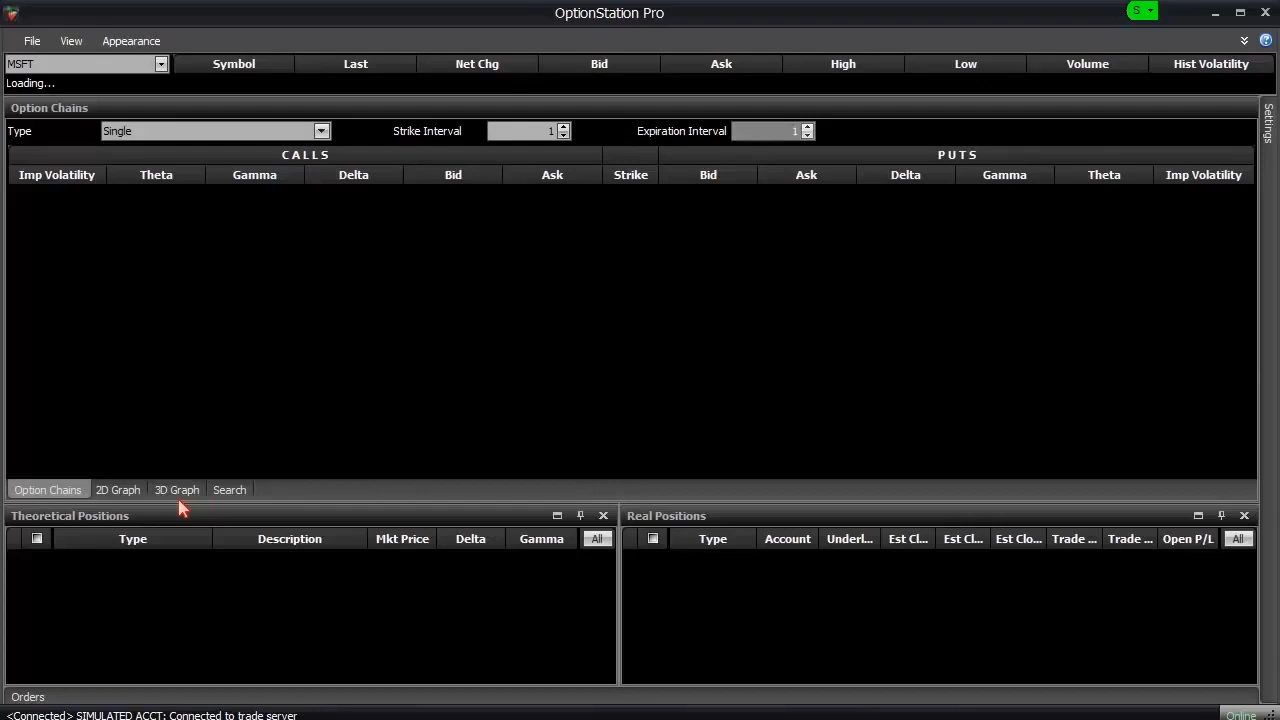 OptionStation Pro
S
File View Appearance
MSFT Symbol Last Net Chg Bid Ask High Low Volume Hist Volatility
Loading...
Option Chains
Settings
Type Single Strike Interval 1 Expiration Interval 1
CALLS PUTS
Imp Volatility Theta Gamma Delta Bid Ask Strike Bid Ask Delta Gamma Theta Imp Volatility
Option Chains 2D Graph 3D Graph Search
Theoretical Positions Real Positions
Type Description Mkt Price Delta Gamma All Type Account Underl... Est Cl... Est Cl... Est Clo... Trade ... Trade ... Open P/L All
Orders
<Connected> SIMULATED ACCT: Connected to trade server Online